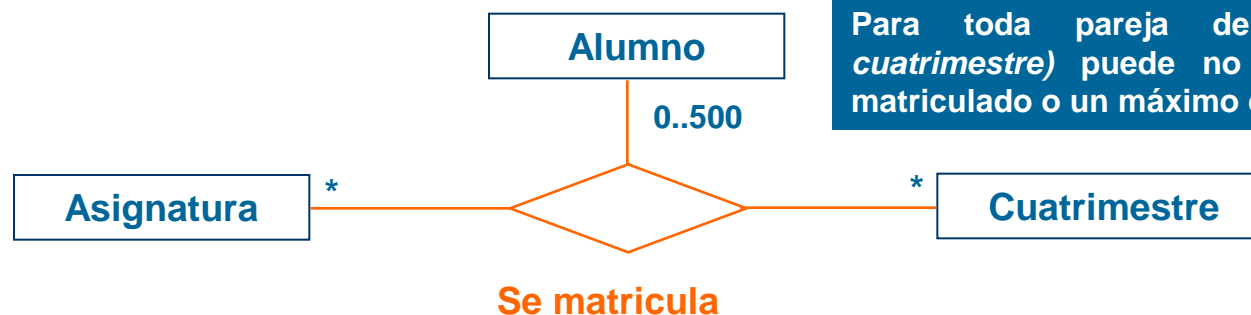 Para toda pareja de
cuatrimestre) puede no
matriculado o un máximo
Alumno
0..500
Asignatura
*
*
Cuatrimestre
Se matricula